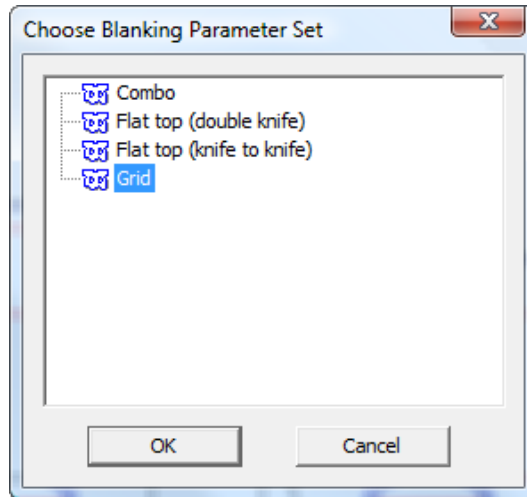 Choose Blanking Parameter Set
Combo
Flat top (double knife)
Flat top (knife to knife)
Grid
OK
Cancel